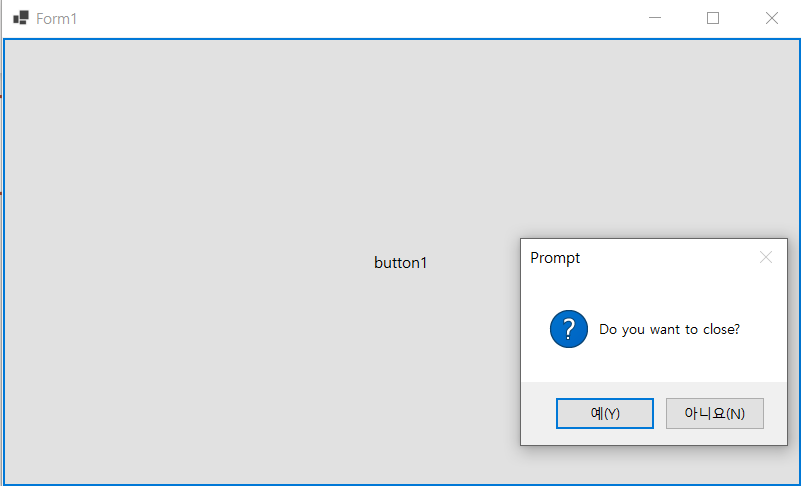 Form1
button1
Prompt
Do you want to close?
예(Y)
아니요(N)